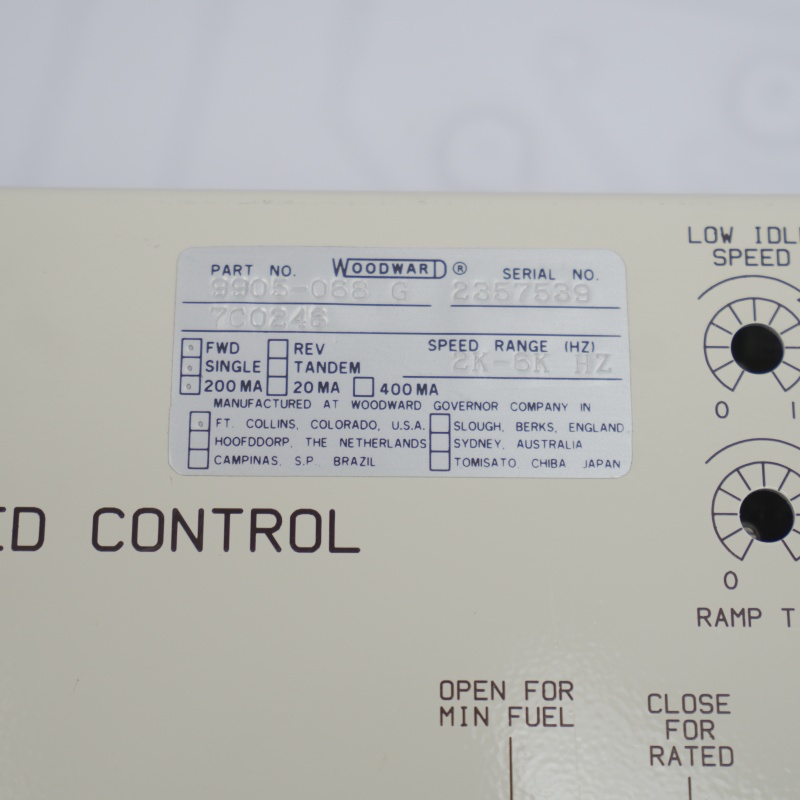 PART NO. WOODWARD® SERIAL NO.
9905-068 G 2357539
700246
FWD REV SPEED RANGE (HZ)
SINGLE TANDEM 2K-6K HZ
200 MA 20 MA 400 MA
MANUFACTURED AT WOODWARD GOVERNOR COMPANY IN
FT. COLLINS, COLORADO, U.S.A. SLOUGH, BERKS, ENGLAND
HOOFDDORP, THE NETHERLANDS SYDNEY, AUSTRALIA
CAMPINAS, S.P. BRAZIL TOMISATO, CHIBA, JAPAN
LOW IDL
SPEED
0 1
ED CONTROL
0
RAMP T
OPEN FOR
MIN FUEL
CLOSE
FOR
RATED